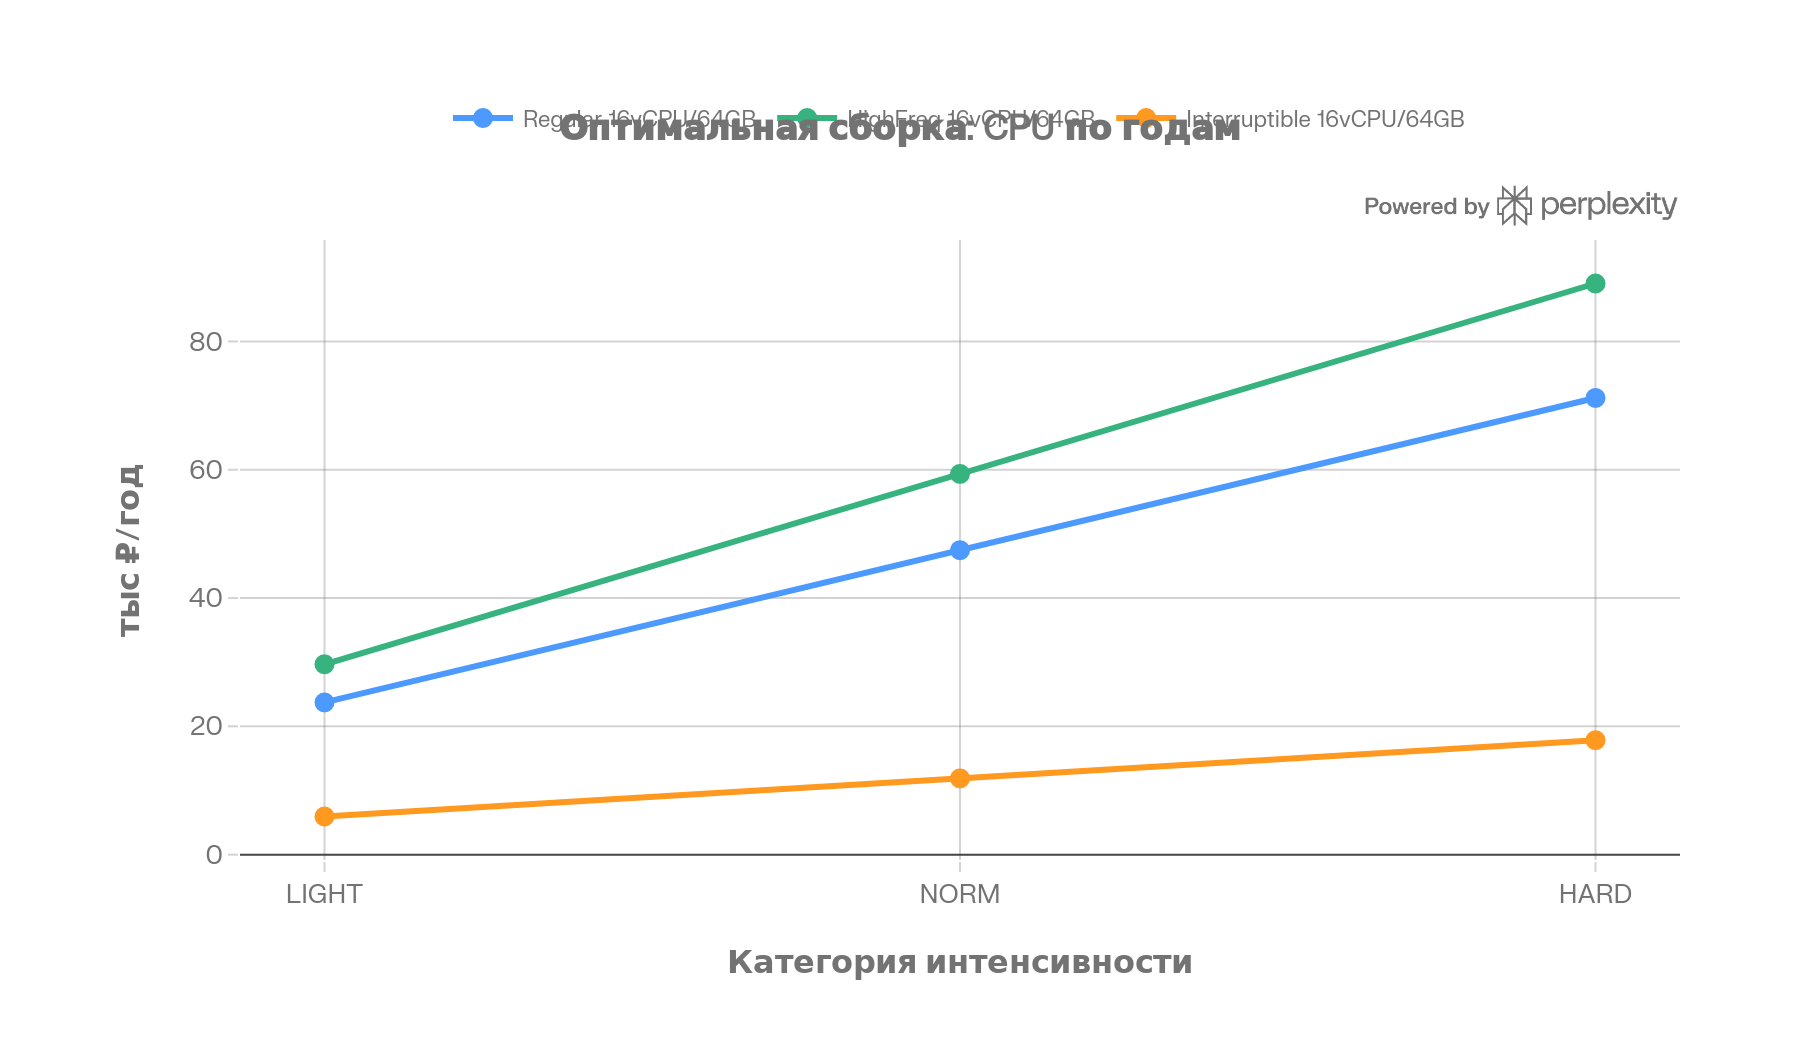 Regular 16vCPU/64GB HighFreq 16vCPU/64GB Interruptible 16vCPU/64GB
Оптимальная сборка: CPU по годам
Powered by perplexity
тыс ₽/год
80
60
40
20
0
LIGHT NORM HARD
Категория интенсивности